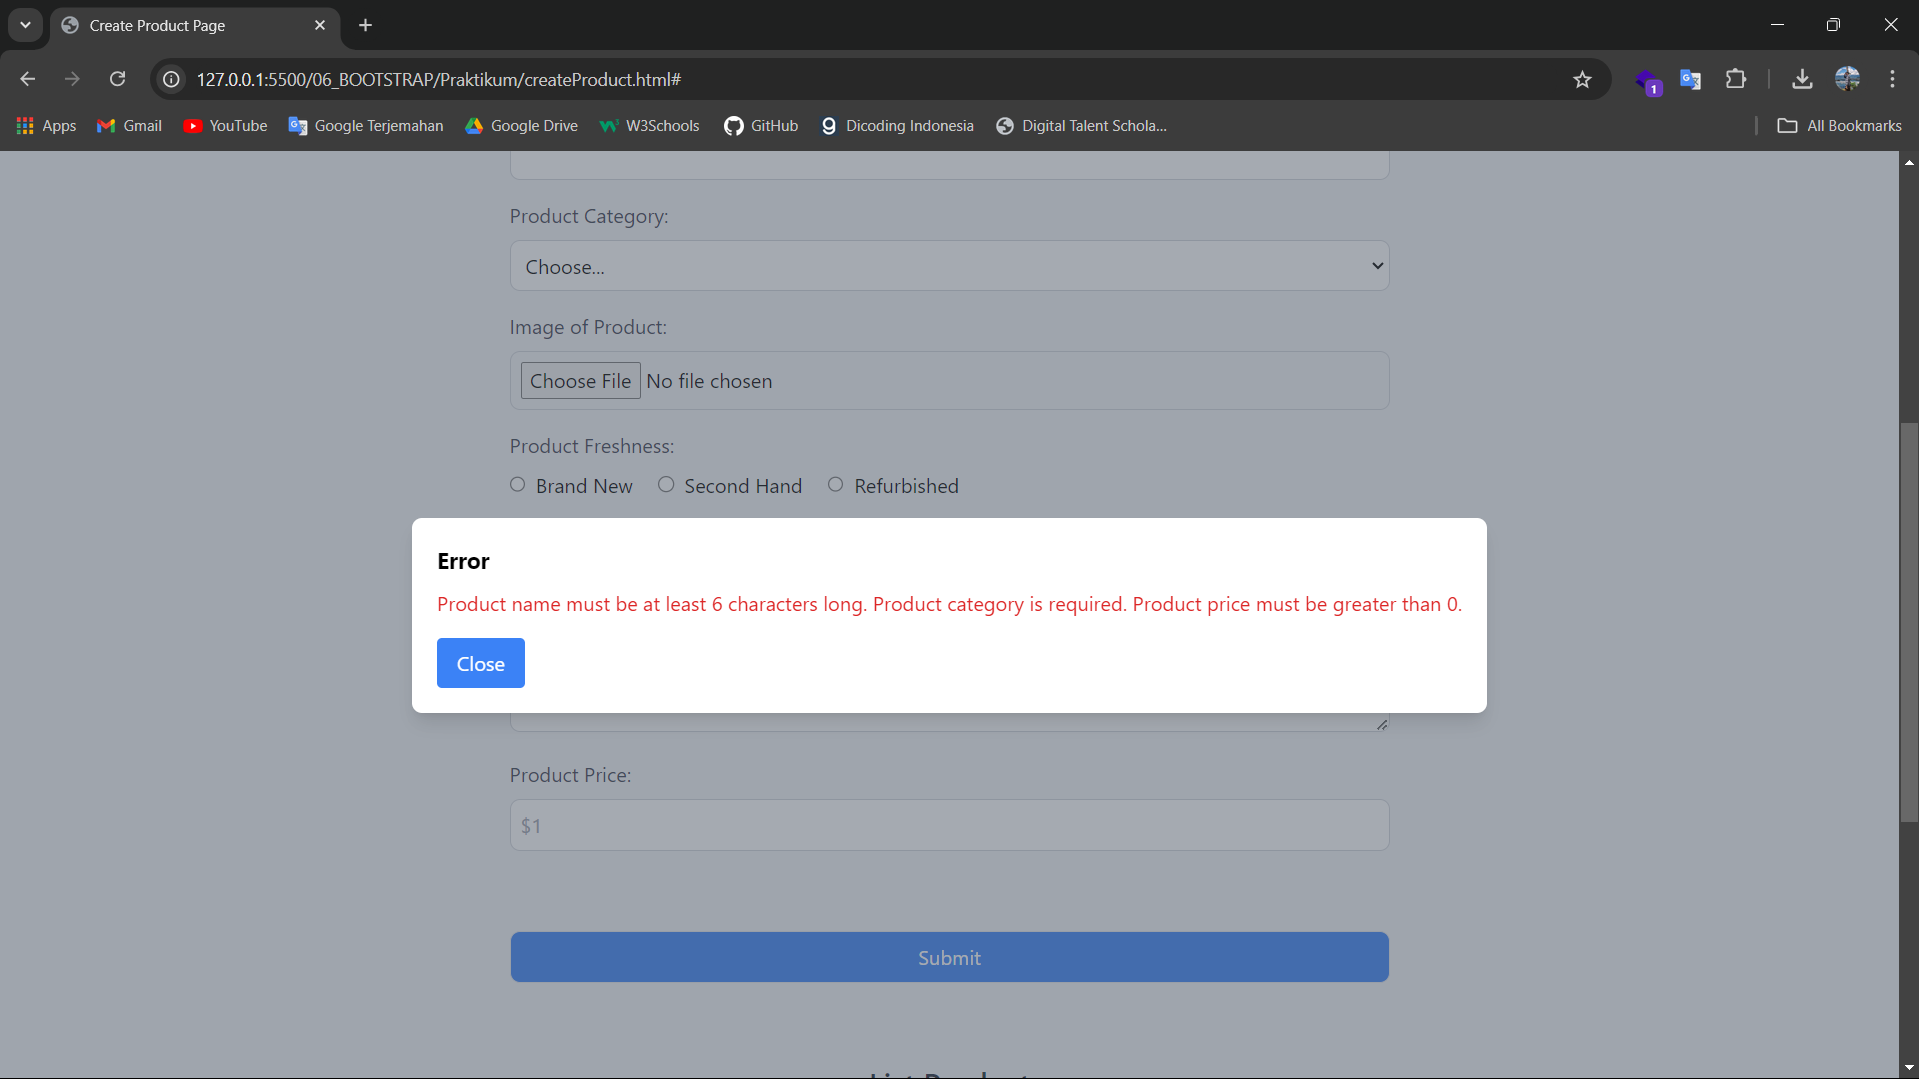 Create Product Page
127.0.0.1:5500/06_BOOTSTRAP/Praktikum/createProduct.html#
1
Apps Gmail YouTube Google Terjemahan Google Drive W3Schools GitHub Dicoding Indonesia Digital Talent Schola... All Bookmarks
Product Category:
Choose...
Image of Product:
Choose File No file chosen
Product Freshness:
Brand New Second Hand Refurbished
Error
Product name must be at least 6 characters long. Product category is required. Product price must be greater than 0.
Close
Product Price:
$1
Submit